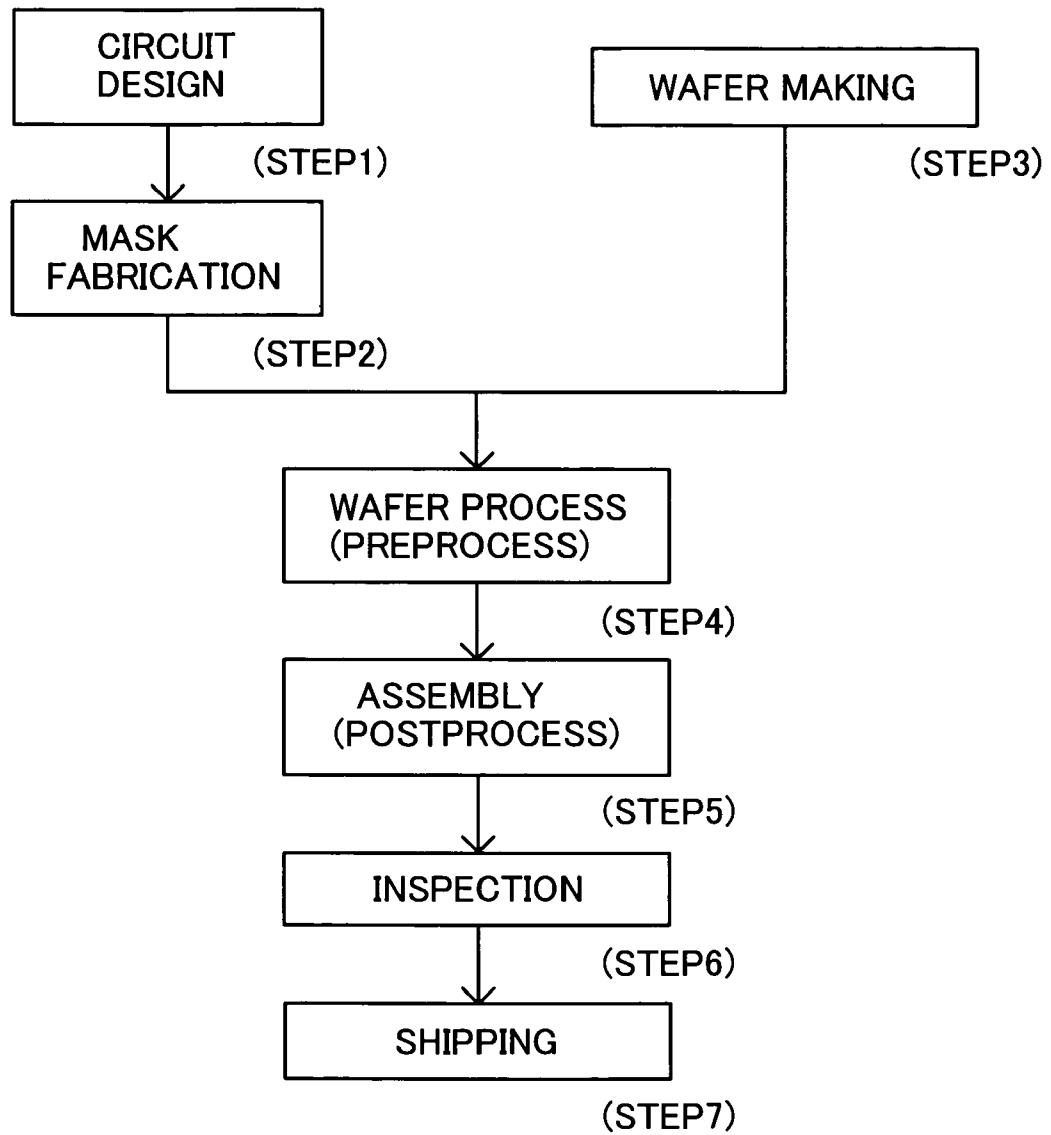 CIRCUIT
DESIGN
(STEP1)
MASK
FABRICATION
(STEP2)
WAFER MAKING
(STEP3)
WAFER PROCESS
(PREPROCESS)
(STEP4)
ASSEMBLY
(POSTPROCESS)
(STEP5)
INSPECTION
(STEP6)
SHIPPING
(STEP7)